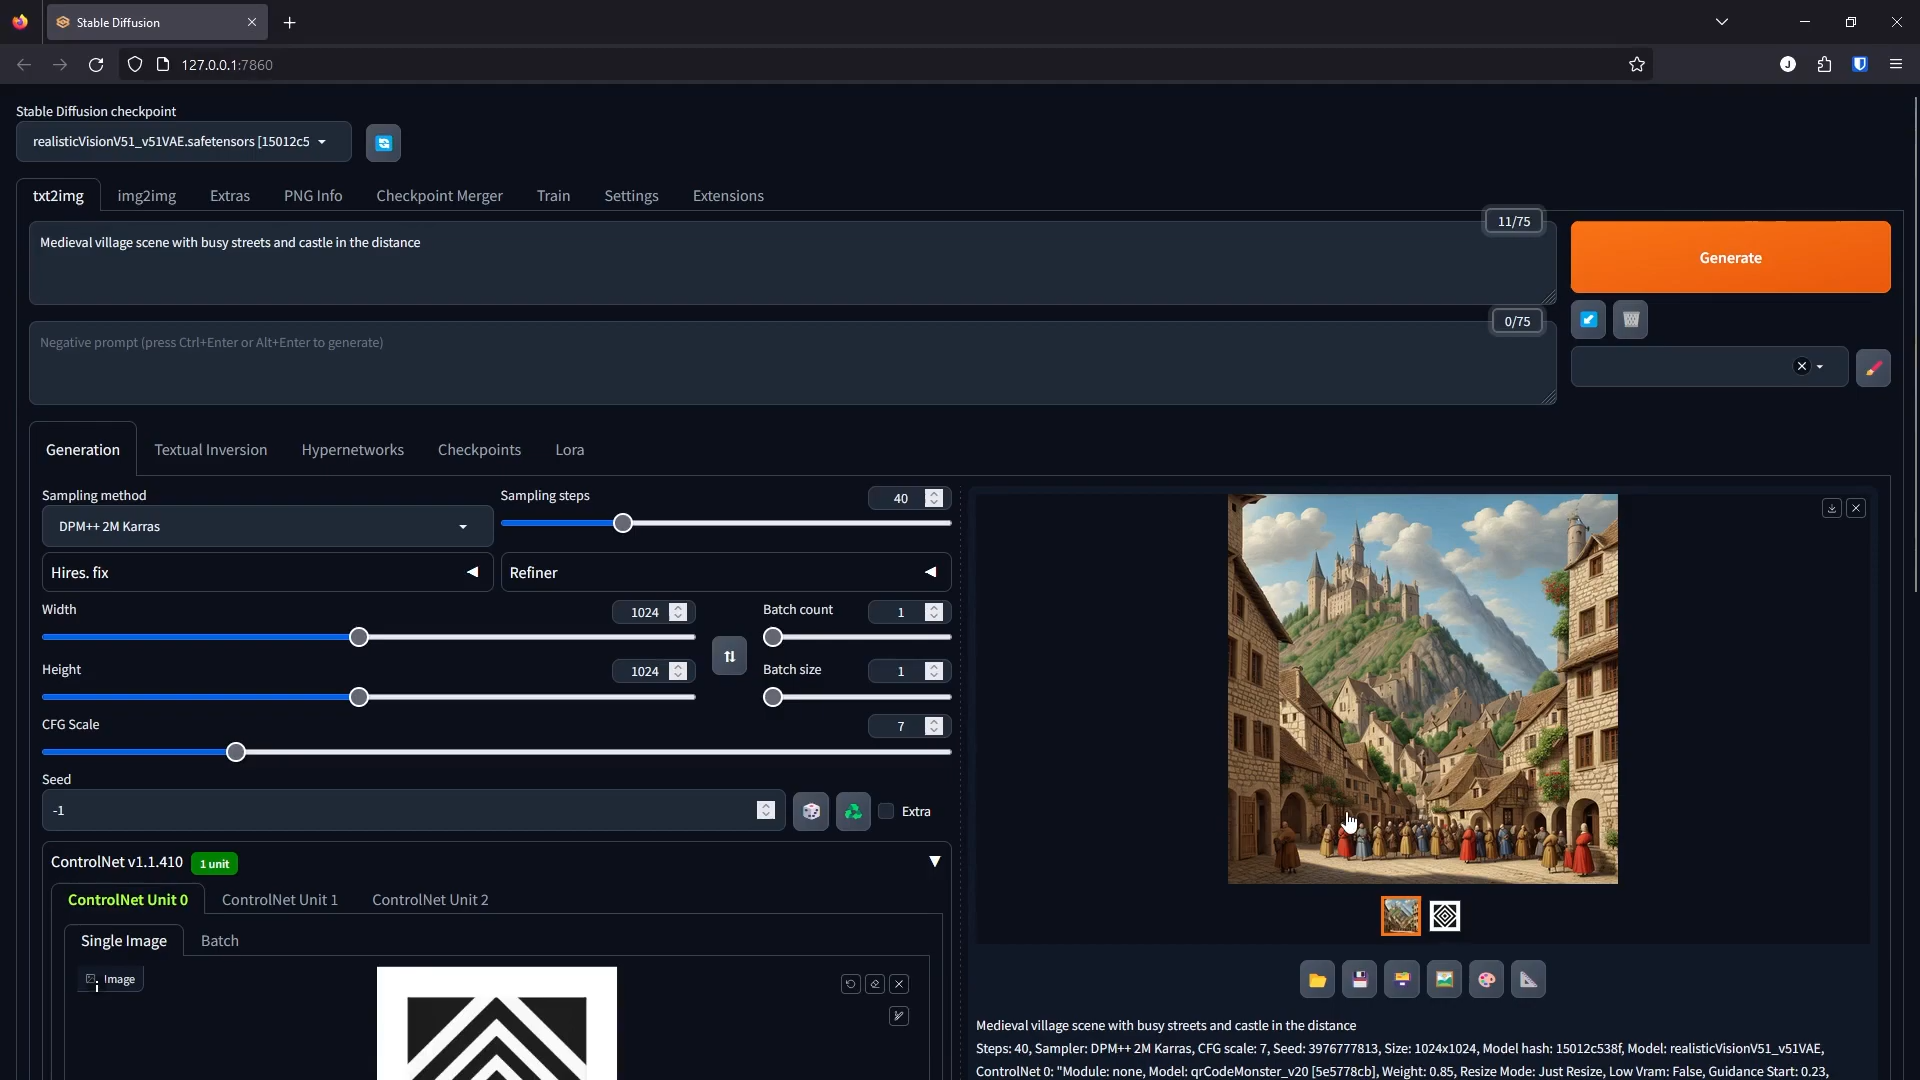 Stable Diffusion
127.0.0.1:7860
J
Stable Diffusion checkpoint
realisticVisionV51_v51VAE.safetensors [15012c5
txt2img img2img Extras PNG Info Checkpoint Merger Train Settings Extensions
11/75
Medieval village scene with busy streets and castle in the distance
Generate
0/75
Negative prompt (press Ctrl+Enter or Alt+Enter to generate)
Generation Textual Inversion Hypernetworks Checkpoints Lora
Sampling method
DPM++ 2M Karras
Sampling steps 40
Hires. fix
Refiner
Width 1024
Batch count 1
Height 1024
Batch size 1
CFG Scale 7
Seed
-1
Extra
ControlNet v1.1.410 1 unit
ControlNet Unit 0 ControlNet Unit 1 ControlNet Unit 2
Single Image Batch
Image
Medieval village scene with busy streets and castle in the distance
Steps: 40, Sampler: DPM++ 2M Karras, CFG scale: 7, Seed: 3976777813, Size: 1024x1024, Model hash: 15012c538f, Model: realisticVisionV51_v51VAE,
ControlNet 0: "Module: none, Model: qrCodeMonster_v20 [5e5778cb], Weight: 0.85, Resize Mode: Just Resize, Low Vram: False, Guidance Start: 0.23,